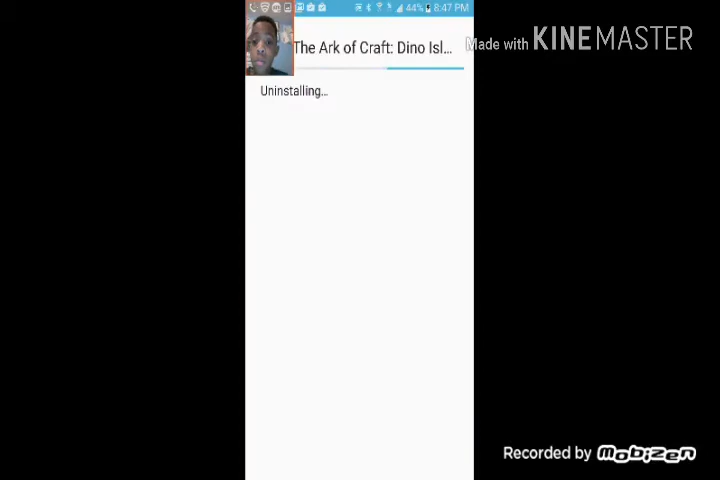 44% 8:47 PM
The Ark of Craft: Dino Isl...
Made with KINEMASTER
Uninstalling...
Recorded by Mobizen